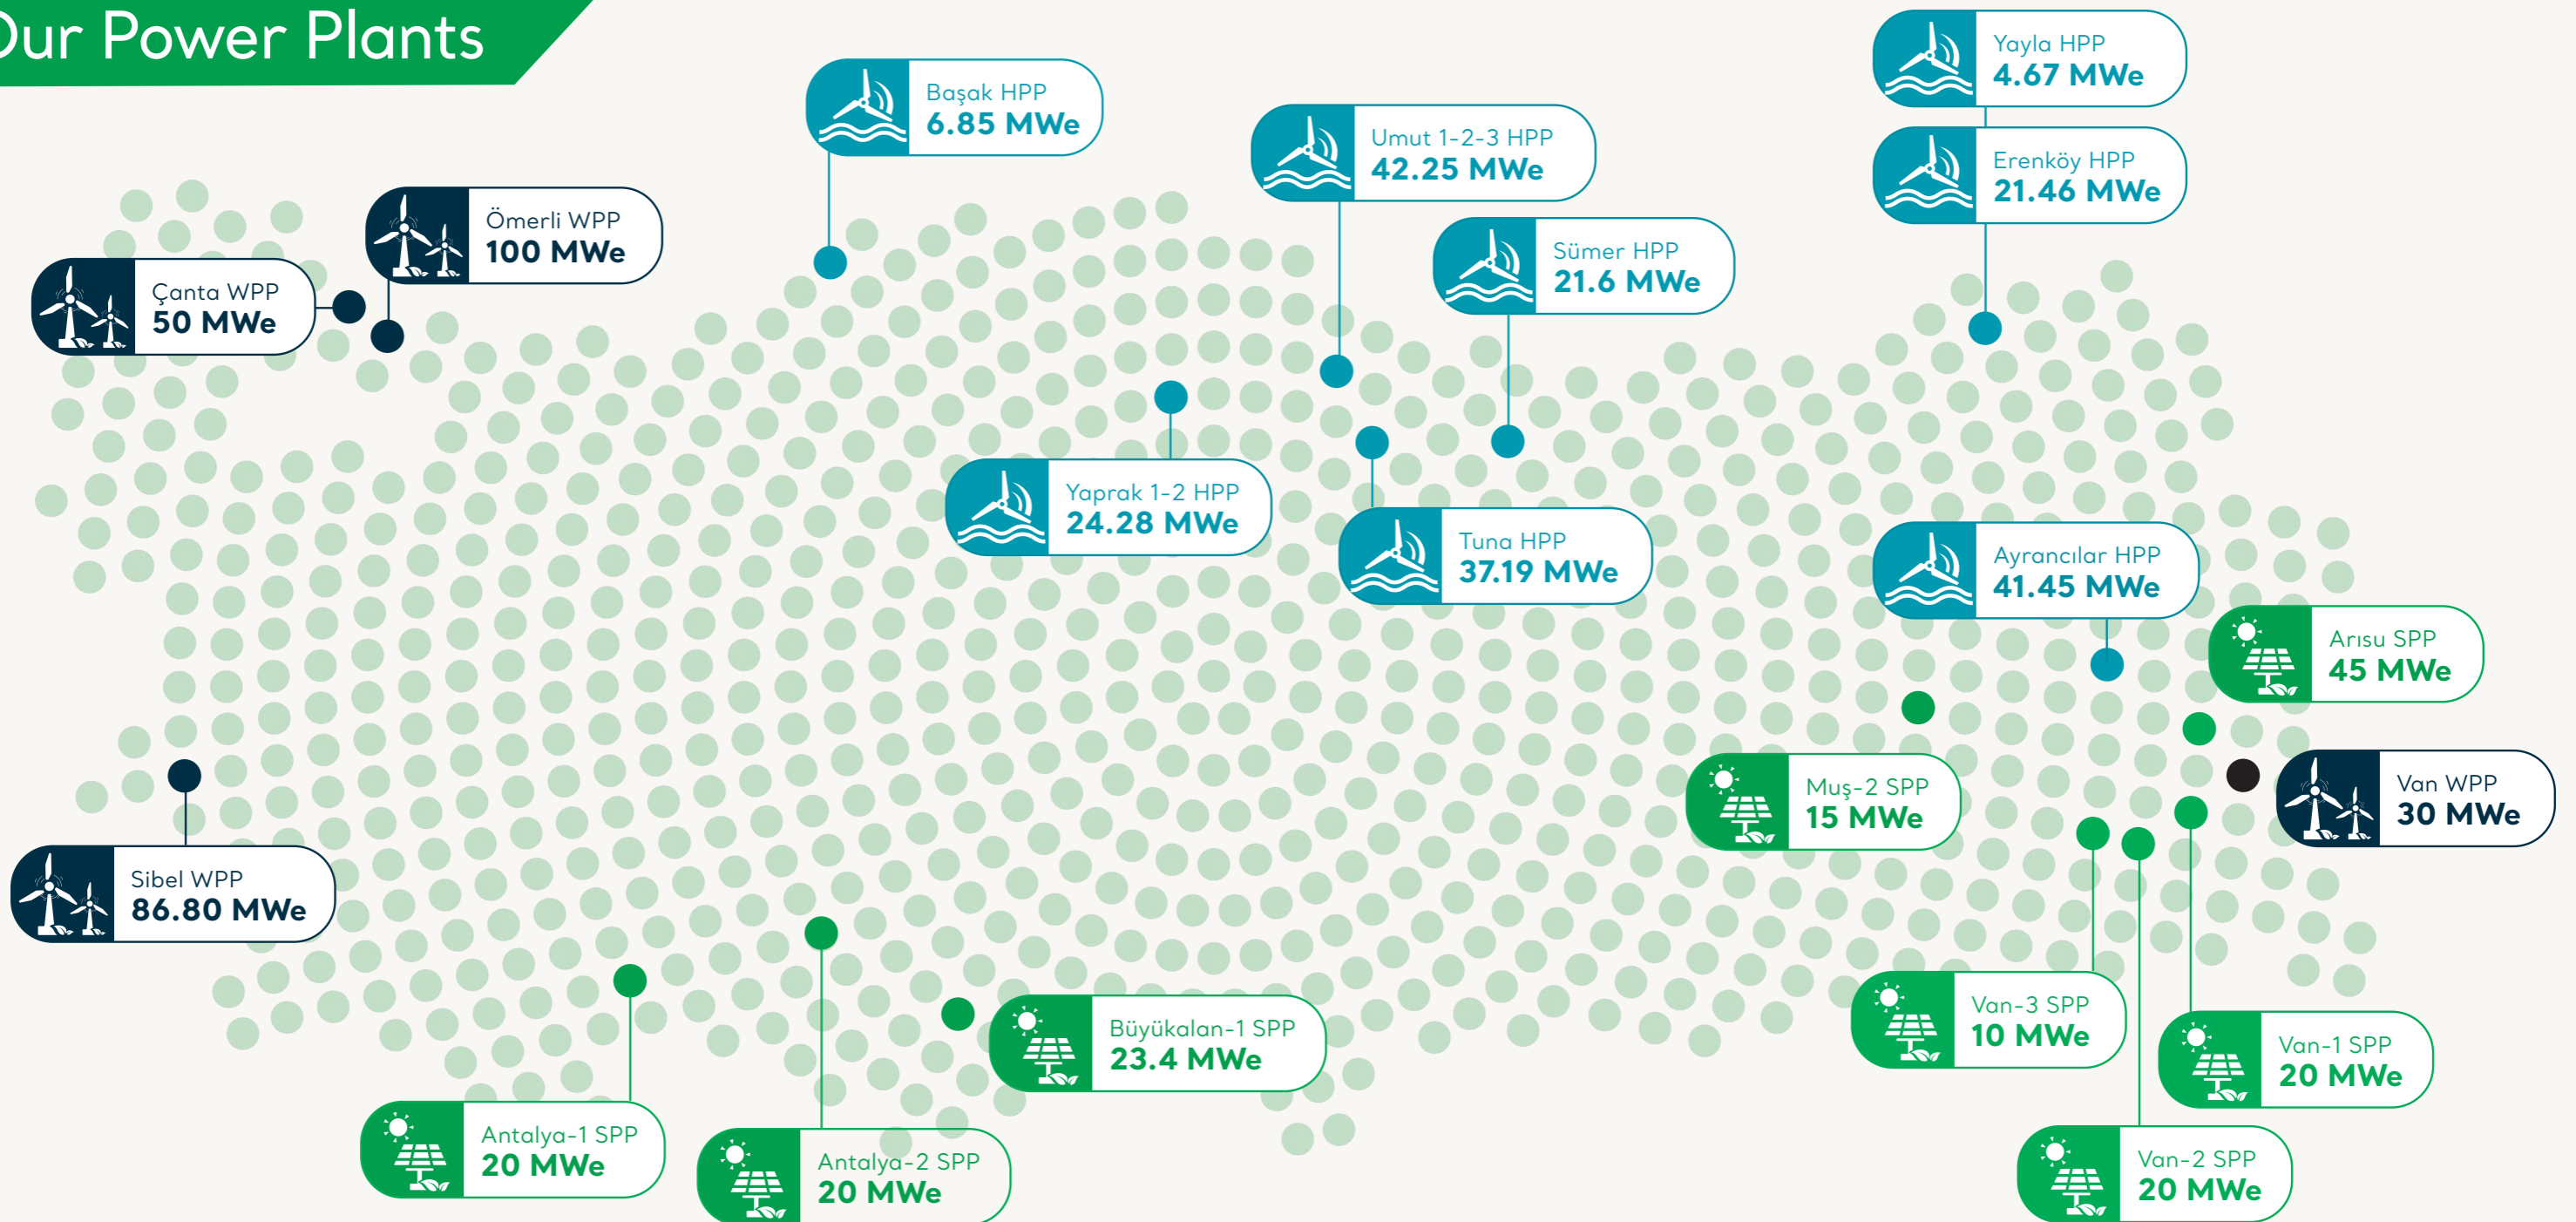 Our Power Plants
Başak HPP
6.85 MWe
Yayla HPP
4.67 MWe
Umut 1-2-3 HPP
42.25 MWe
Erenköy HPP
21.46 MWe
Ömerli WPP
100 MWe
Sümer HPP
21.6 MWe
Çanta WPP
50 MWe
Yaprak 1-2 HPP
24.28 MWe
Tuna HPP
37.19 MWe
Ayrancılar HPP
41.45 MWe
Arısu SPP
45 MWe
Muş-2 SPP
15 MWe
Van WPP
30 MWe
Sibel WPP
86.80 MWe
Van-3 SPP
10 MWe
Büyükalan-1 SPP
23.4 MWe
Van-1 SPP
20 MWe
Antalya-1 SPP
20 MWe
Antalya-2 SPP
20 MWe
Van-2 SPP
20 MWe